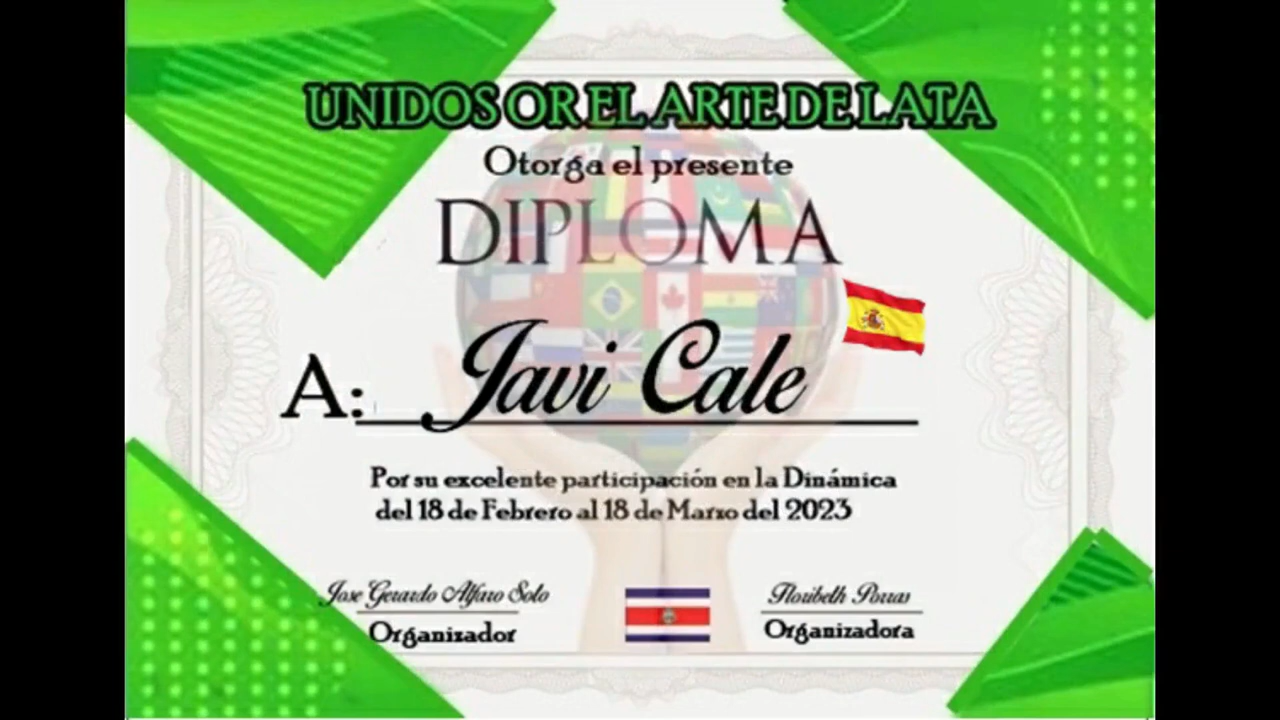 UNIDOS OR EL ARTE DE LATA
Otorga el presente
DIPLOMA
A: Javi Cale
Por su excelente participación en la Dinámica
del 18 de Febrero al 18 de Marzo del 2023
Jose Gerardo Alfaro Soto
Floribeth Porras
Organizador
Organizadora